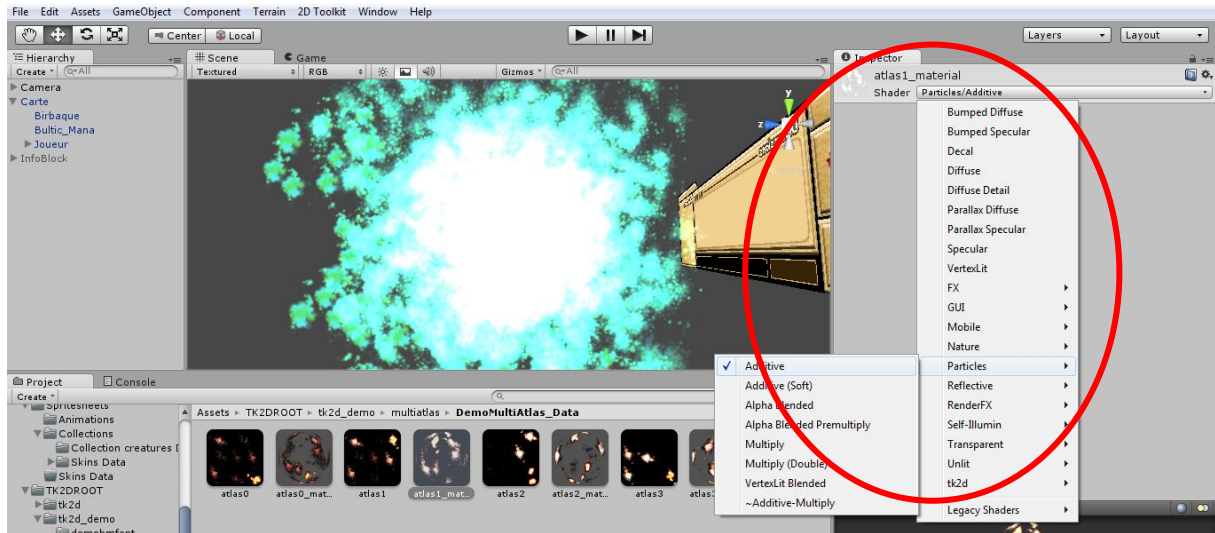 File Edit Assets GameObject Component Terrain 2D Toolkit Window Help
Center Local Layers Layout
Hierarchy
Create All
Camera
Carte
Birbaque
Bultic_Mana
Joueur
InfoBlock
Scene Game
Textured RGB Gizmos All
y
z
Inspector
atlas1_material
Shader Particles/Additive
Bumped Diffuse
Bumped Specular
Decal
Diffuse
Diffuse Detail
Parallax Diffuse
Parallax Specular
Specular
VertexLit
FX
GUI
Mobile
Nature
Particles
Reflective
RenderFX
Self-Illumin
Transparent
Unlit
tk2d
Legacy Shaders
Additive
Additive (Soft)
Alpha Blended
Alpha Blended Premultiply
Multiply
Multiply (Double)
VertexLit Blended
~Additive-Multiply
Project Console
Create
Spritesheets
Animations
Collections
Collection creatures
Skins Data
Skins Data
TK2DROOT
tk2d
tk2d_demo
Assets ▸ TK2DROOT ▸ tk2d_demo ▸ multiatlas ▸ DemoMultiAtlas_Data
atlas0 atlas0_mat... atlas1 atlas1_mat... atlas2 atlas2_mat... atlas3 atlas3